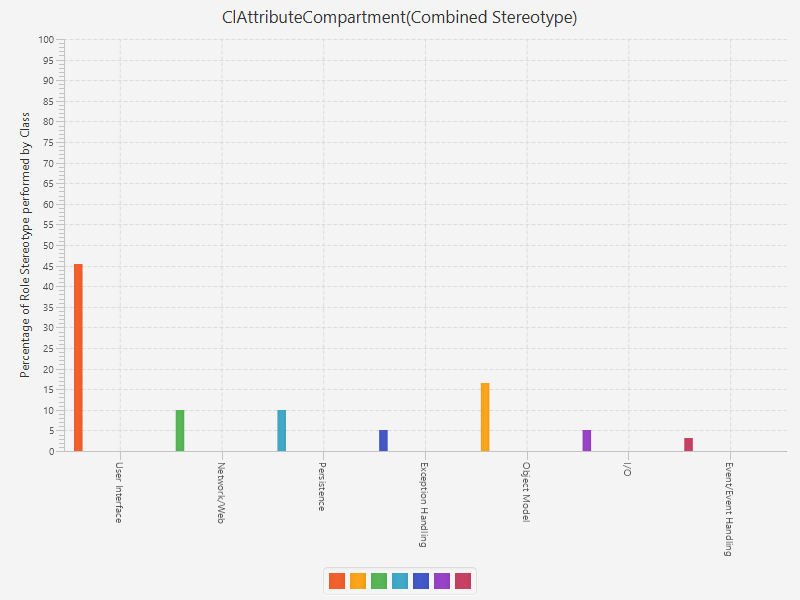 ClAttributeCompartment(Combined Stereotype)
Percentage of Role Stereotype performed by Class
100
95
90
85
80
75
70
65
60
55
50
45
40
35
30
25
20
15
10
5
0
User Interface
Network/Web
Persistence
Exception Handling
Object Model
I/O
Event/Event Handling